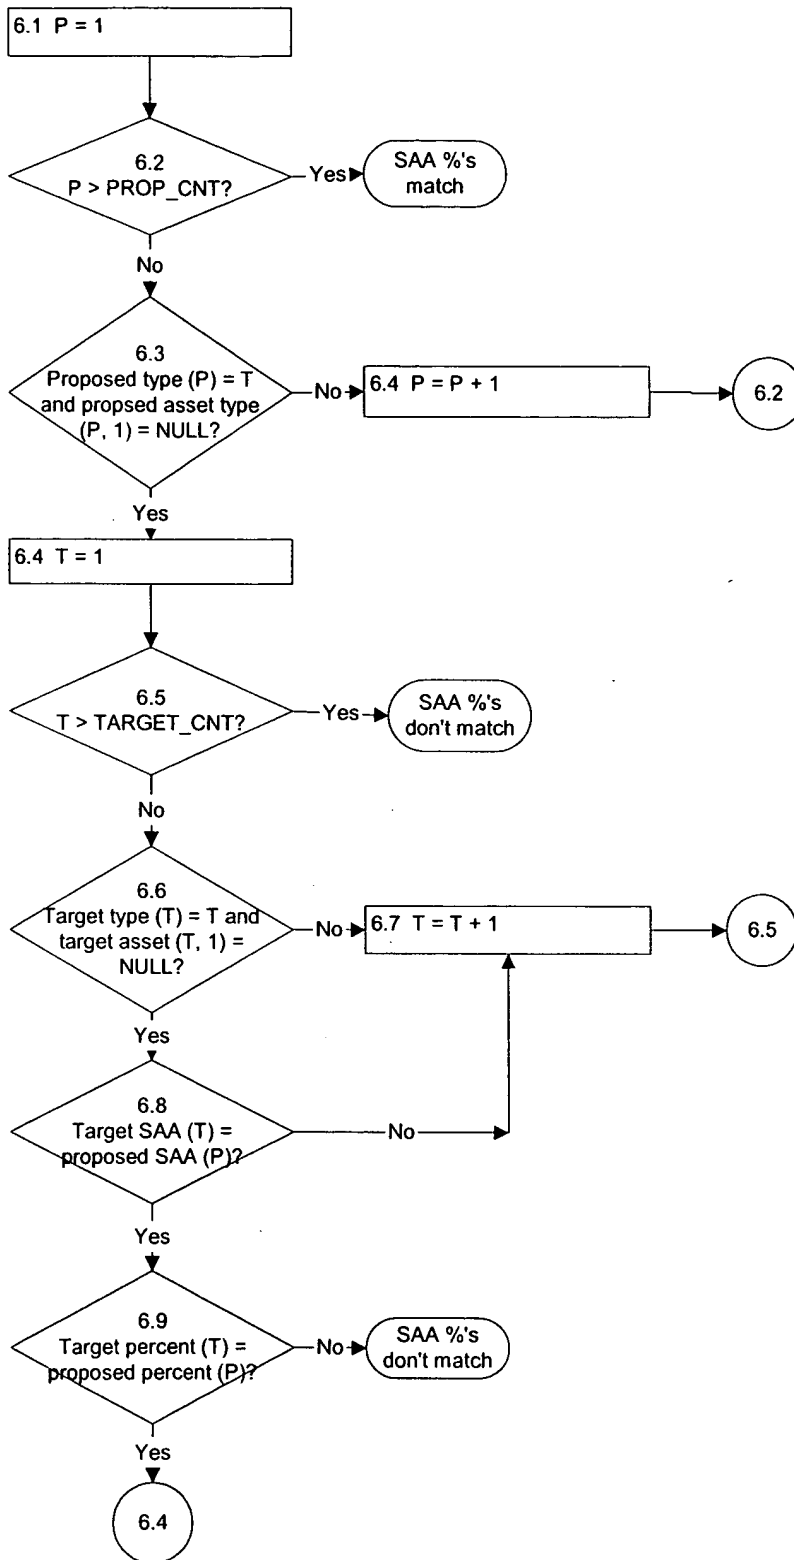 6.1 P = 1
6.2
P > PROP_CNT?
Yes
SAA %'s
match
No
6.3
Proposed type (P) = T
and propsed asset type
(P, 1) = NULL?
No
6.4 P = P + 1
6.2
Yes
6.4 T = 1
6.5
T > TARGET_CNT?
Yes
SAA %'s
don't match
No
6.6
Target type (T) = T and
target asset (T, 1) =
NULL?
No
6.7 T = T + 1
6.5
Yes
6.8
Target SAA (T) =
proposed SAA (P)?
No
Yes
6.9
Target percent (T) =
proposed percent (P)?
No
SAA %'s
don't match
Yes
6.4